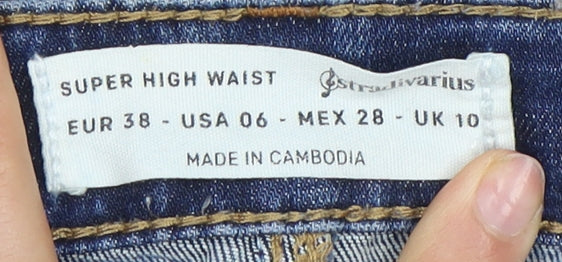 SUPER HIGH WAIST stradivarius
EUR 38 - USA 06 - MEX 28 - UK 10
MADE IN CAMBODIA